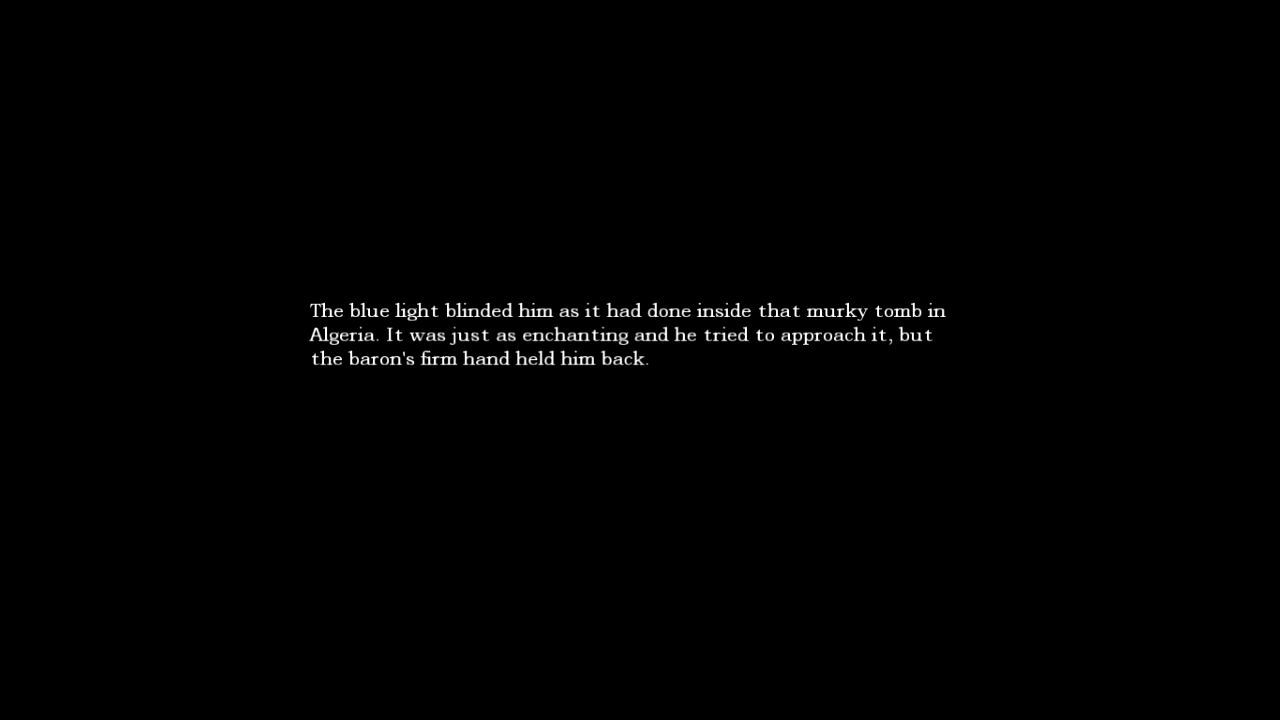 The blue light blinded him as it had done inside that murky tomb in
Algeria. It was just as enchanting and he tried to approach it, but
the baron's firm hand held him back.